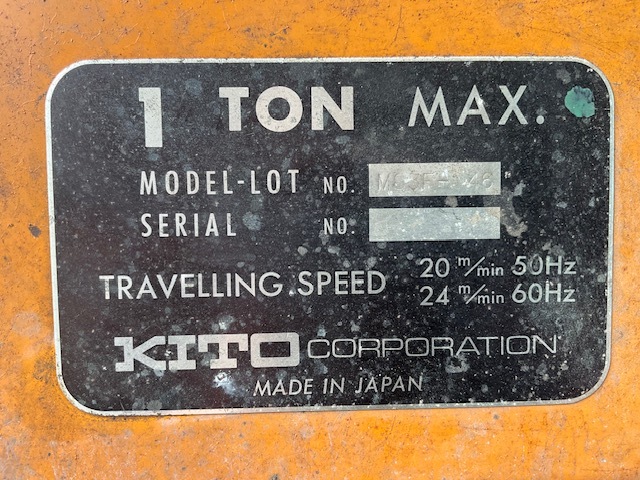 1 TON MAX.
MODEL-LOT NO.
SERIAL NO.
TRAVELLING SPEED 20 m/min 50Hz
24 m/min 60Hz
KITO CORPORATION
MADE IN JAPAN